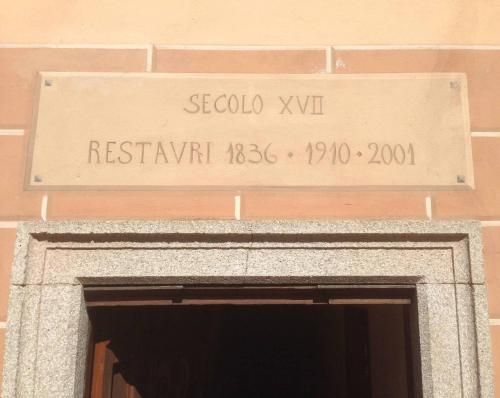 SECOLO XVII
RESTAVRI 1836 • 1910 • 2001